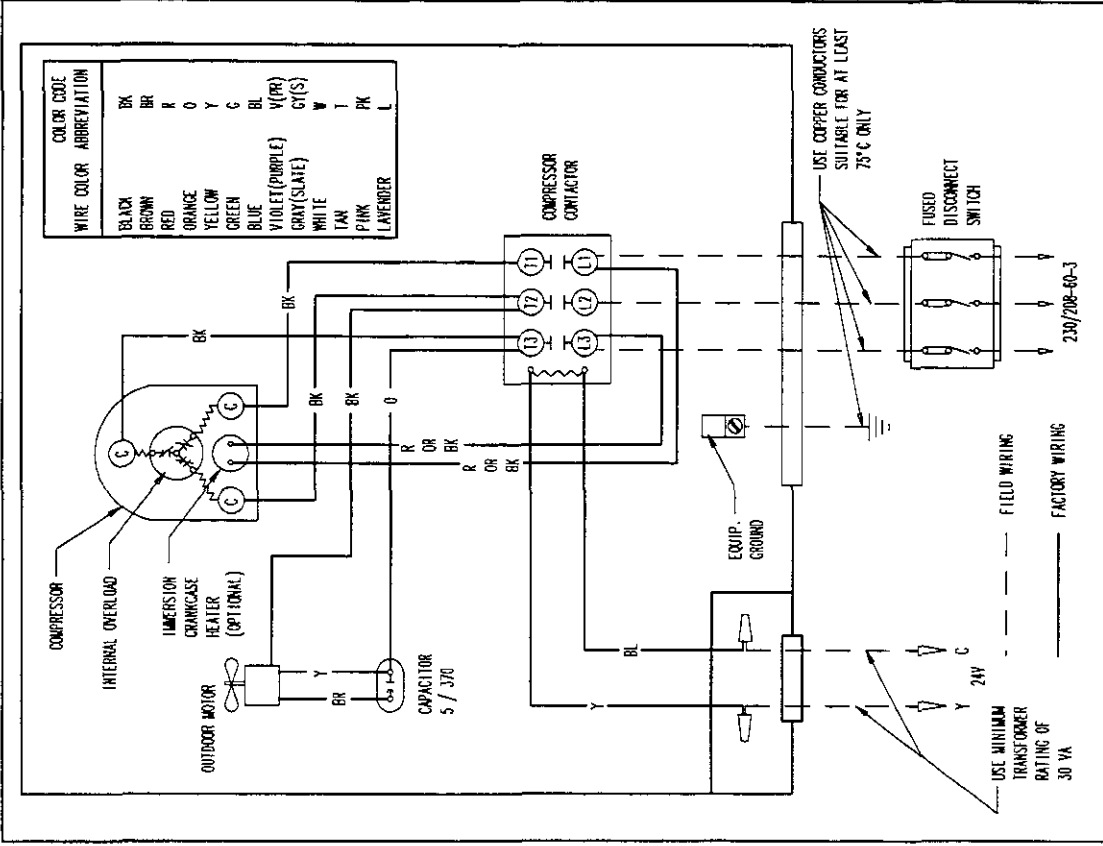 COLOR CODE
WIRE COLOR ABBREVIATION
BLACK BK
BROWN BR
RED R
ORANGE O
YELLOW Y
GREEN G
BLUE BL
VIOLET(PURPLE) V(PR)
GRAY(SLATE) GY(S)
WHITE W
TAN T
PINK PK
LAVENDER L
COMPRESSOR
INTERNAL OVERLOAD
IMMERSION
CRANKCASE
HEATER
(OPTIONAL)
C
C
C
OUTDOOR MOTOR
Y
BR
CAPACITOR
5 / 370
BK
BK
BK
BK
O
R OR BK
R OR BK
COMPRESSOR
CONTACTOR
T3 T2 T1
L3 L2 L1
Y
BL
EQUIP.
GROUND
USE COPPER CONDUCTORS
SUITABLE FOR AT LEAST
75°C ONLY
FUSED
DISCONNECT
SWITCH
230/208-60-3
Y C
24V
USE MINIMUM
TRANSFORMER
RATING OF
30 VA
FIELD WIRING
FACTORY WIRING